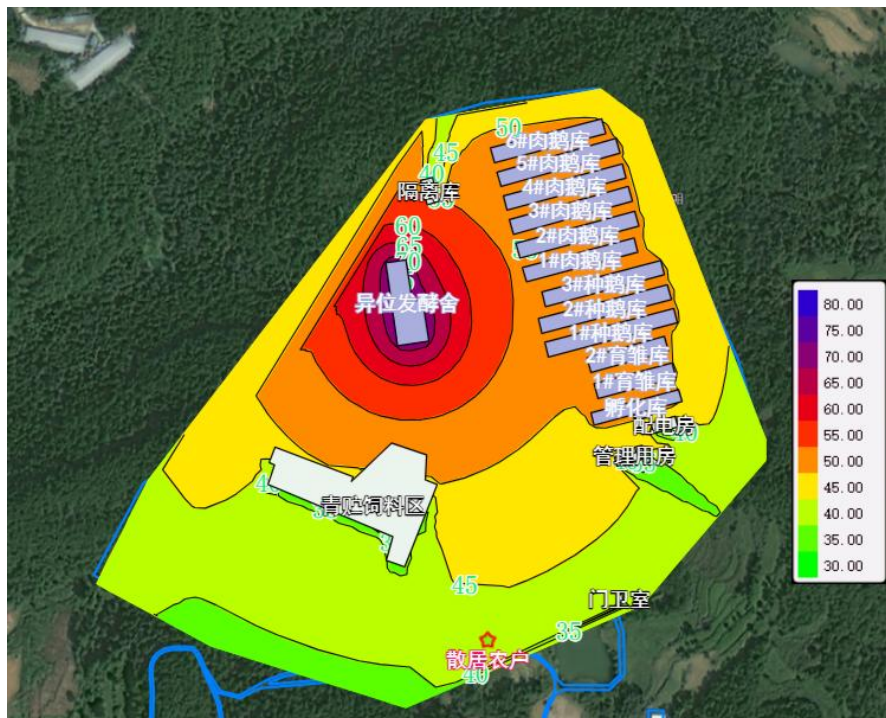 50
6#肉鹅库
45
5#肉鹅库
40
4#肉鹅库
隔离库
3#肉鹅库
60
2#肉鹅库
65
1#肉鹅库
3#种鹅库
异位发酵舍
2#种鹅库
1#种鹅库
2#育雏库
1#育雏库
孵化库
配电房
40
管理用房
35
青贮饲料区
45
门卫室
35
散居农户
40
80.00
75.00
70.00
65.00
60.00
55.00
50.00
45.00
40.00
35.00
30.00